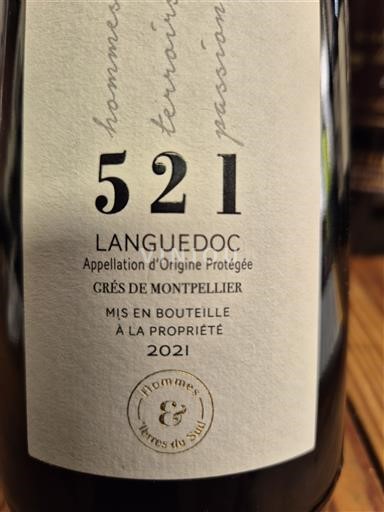 hommes
terroirs
passion
521
LANGUEDOC
Appellation d'Origine Protégée
GRÉS DE MONTPELLIER
MIS EN BOUTEILLE
À LA PROPRIÉTÉ
2021
Hommes
&
Terres du Sud